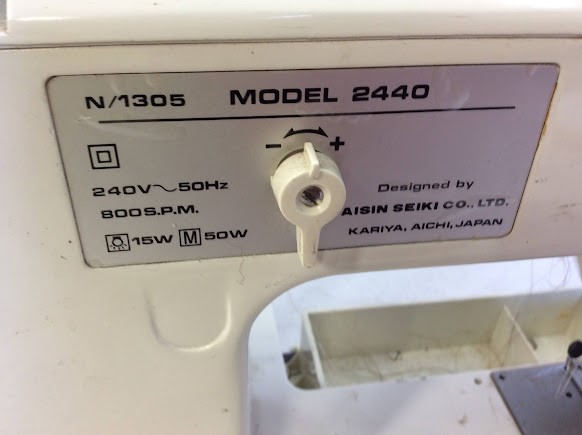 N/1305 MODEL 2440
- +
240V~50Hz
800S.P.M.
15W M 50W
Designed by
AISIN SEIKI CO., LTD.
KARIYA, AICHI, JAPAN